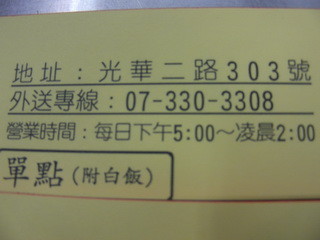 地址：光華二路303號
外送專線：07-330-3308
營業時間：每日下午5:00～凌晨2:00
單點(附白飯)